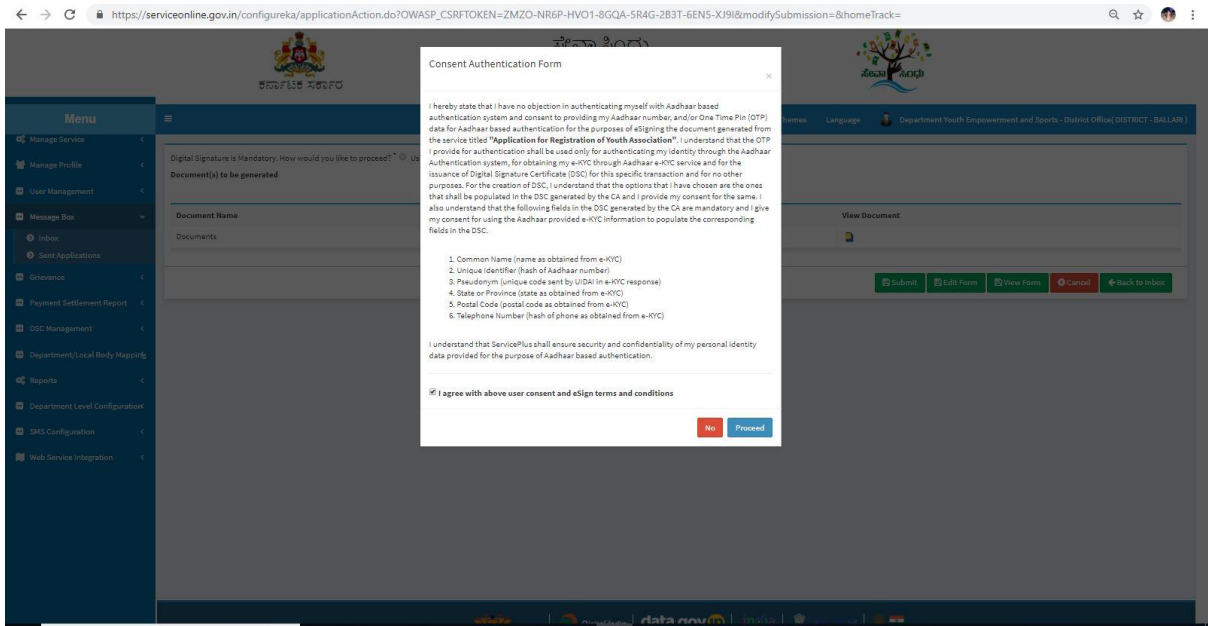 https://serviceonline.gov.in/configureka/applicationAction.do?OWASP_CSRFTOKEN=ZMZO-NR6P-HVO1-8GQA-5R4G-2B3T-6EN5-XJ9I&modifySubmission=&homeTrack=
ಕರ್ನಾಟಕ ಸರ್ಕಾರ
ಸೇವಾ ಸಿಂಧು
Menu
Language
Department Youth Empowerment and Sports - District Office( DISTRICT - BALLARI )
Manage Service
Manage Profile
User Management
Message Box
Inbox
Sent Applications
Grievance
Payment Settlement Report
DSC Management
Department/Local Body Mapping
Reports
Department Level Configuration
SMS Configuration
Web Service Integration
Digital Signature is Mandatory, How would you like to proceed? *
Document(s) to be generated
Document Name
View Document
Documents
Submit
Edit Form
View Form
Cancel
Back to Inbox
Consent Authentication Form
×
I hereby state that I have no objection in authenticating myself with Aadhaar based
authentication system and consent to providing my Aadhaar number, and/or One Time Pin (OTP)
data for Aadhaar based authentication for the purposes of eSigning the document generated from
the service titled "Application for Registration of Youth Association". I understand that the OTP
I provide for authentication shall be used only for authenticating my identity through the Aadhaar
Authentication system, for obtaining my e-KYC through Aadhaar e-KYC service and for the
issuance of Digital Signature Certificate (DSC) for this specific transaction and for no other
purposes. For the creation of DSC, I understand that the options that I have chosen are the ones
that shall be populated in the DSC generated by the CA and I provide my consent for the same. I
also understand that the following fields in the DSC generated by the CA are mandatory and I give
my consent for using the Aadhaar provided e-KYC information to populate the corresponding
fields in the DSC.
1. Common Name (name as obtained from e-KYC)
2. Unique Identifier (hash of Aadhaar number)
3. Pseudonym (unique code sent by UIDAI in e-KYC response)
4. State or Province (state as obtained from e-KYC)
5. Postal Code (postal code as obtained from e-KYC)
6. Telephone Number (hash of phone as obtained from e-KYC)
I understand that ServicePlus shall ensure security and confidentiality of my personal identity
data provided for the purpose of Aadhaar based authentication.
I agree with above user consent and eSign terms and conditions
No
Proceed
data.gov